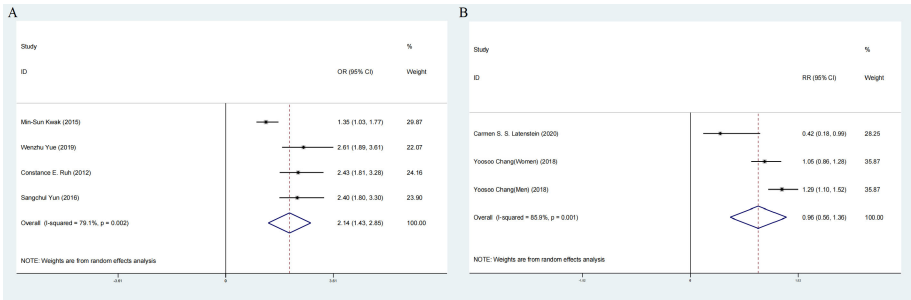 A
Study %
ID OR (95% CI) Weight
Min-Sun Kwak (2015) 1.35 (1.03, 1.77) 29.87
Wenzhu Yue (2019) 2.61 (1.89, 3.61) 22.07
Constance E. Ruh (2012) 2.43 (1.81, 3.28) 24.16
Sangchul Yun (2016) 2.40 (1.80, 3.30) 23.90
Overall (I-squared = 79.1%, p = 0.002) 2.14 (1.43, 2.85) 100.00
NOTE: Weights are from random effects analysis
-3.61 0 3.61
B
Study %
ID RR (95% CI) Weight
Carmen S. S. Latenstein (2020) 0.42 (0.18, 0.99) 28.25
Yoosoo Chang(Women) (2018) 1.05 (0.86, 1.28) 35.87
Yoosoo Chang(Men) (2018) 1.29 (1.10, 1.52) 35.87
Overall (I-squared = 85.9%, p = 0.001) 0.96 (0.56, 1.36) 100.00
NOTE: Weights are from random effects analysis
0